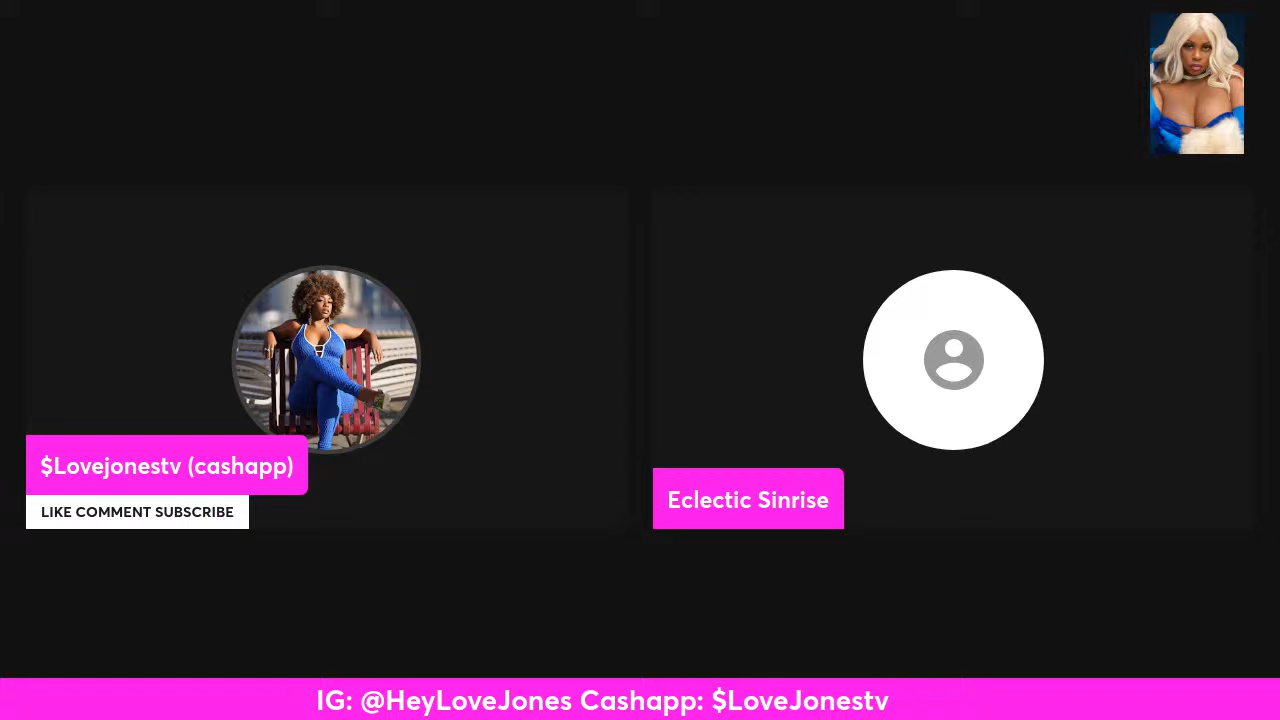 $Lovejonestv (cashapp)
LIKE COMMENT SUBSCRIBE
Eclectic Sinrise
IG: @HeyLoveJones Cashapp: $LoveJonestv